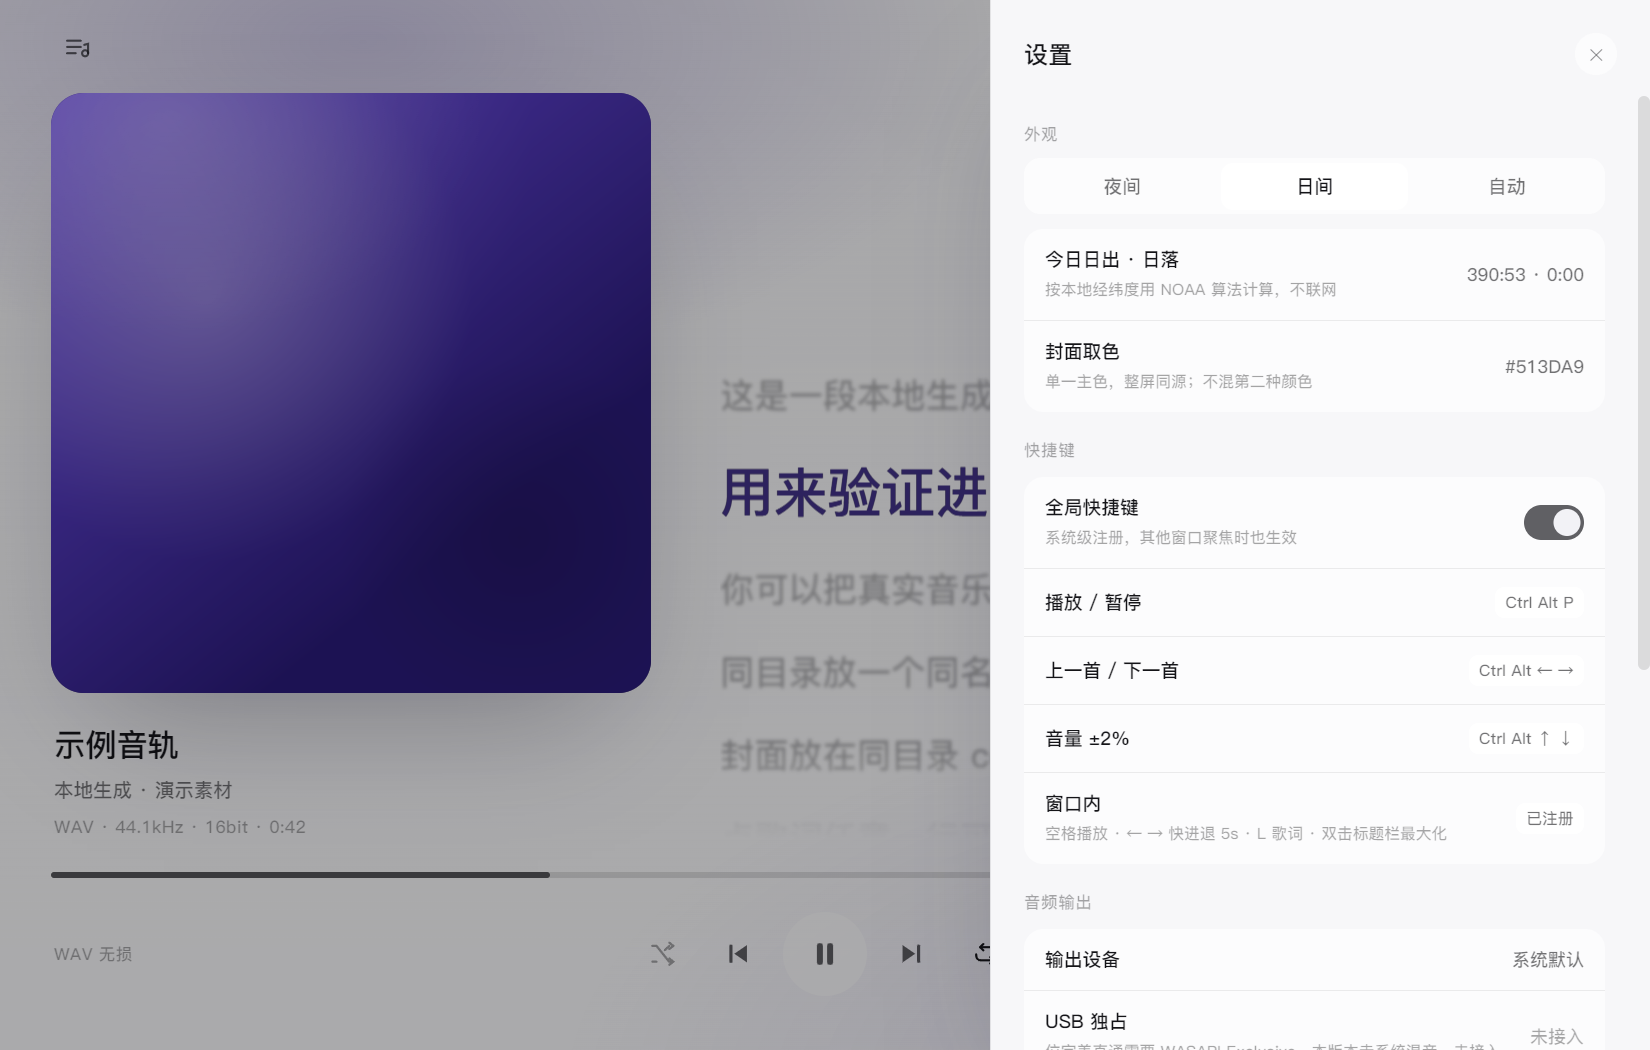 示例音轨
本地生成 · 演示素材
WAV · 44.1kHz · 16bit · 0:42
WAV 无损
这是一段本地生成
用来验证进
你可以把真实音乐
同目录放一个同名
封面放在同目录 c
设置
外观
夜间 日间 自动
今日日出 · 日落
按本地经纬度用 NOAA 算法计算，不联网
390:53 · 0:00
封面取色
单一主色，整屏同源；不混第二种颜色
#513DA9
快捷键
全局快捷键
系统级注册，其他窗口聚焦时也生效
播放 / 暂停
Ctrl Alt P
上一首 / 下一首
Ctrl Alt ← →
音量 ±2%
Ctrl Alt ↑ ↓
窗口内
空格播放 · ← → 快进退 5s · L 歌词 · 双击标题栏最大化
已注册
音频输出
输出设备
系统默认
USB 独占
未接入